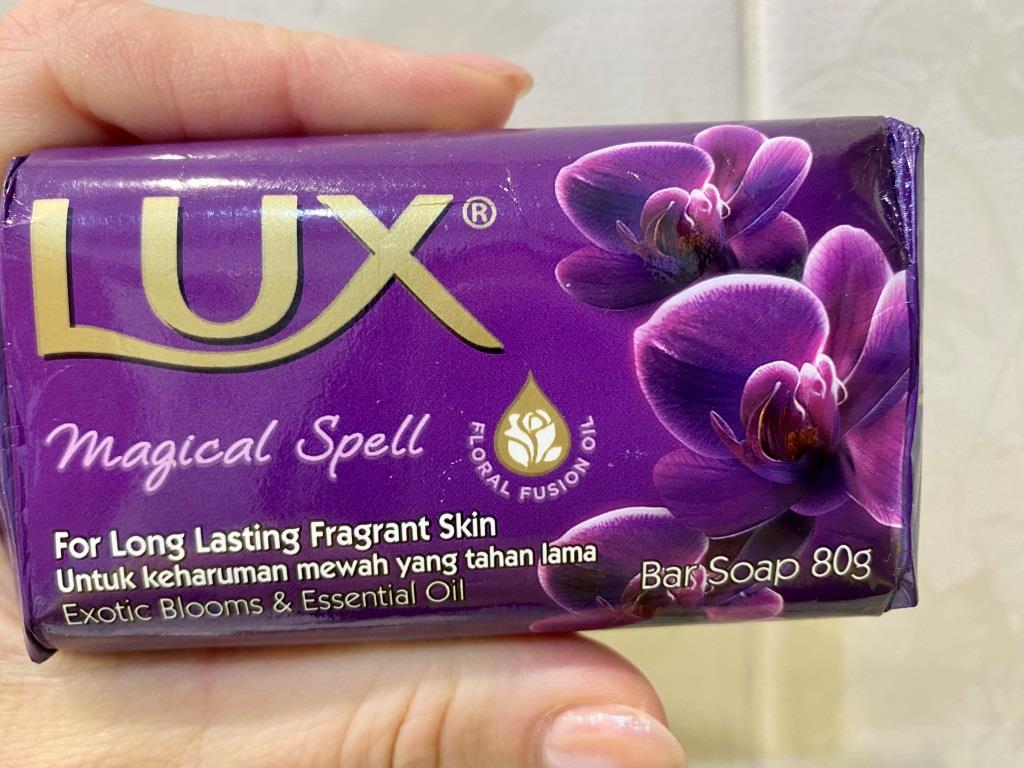 LUX®
Magical Spell
FLORAL FUSION OIL
For Long Lasting Fragrant Skin
Untuk keharuman mewah yang tahan lama
Exotic Blooms & Essential Oil
Bar Soap 80g